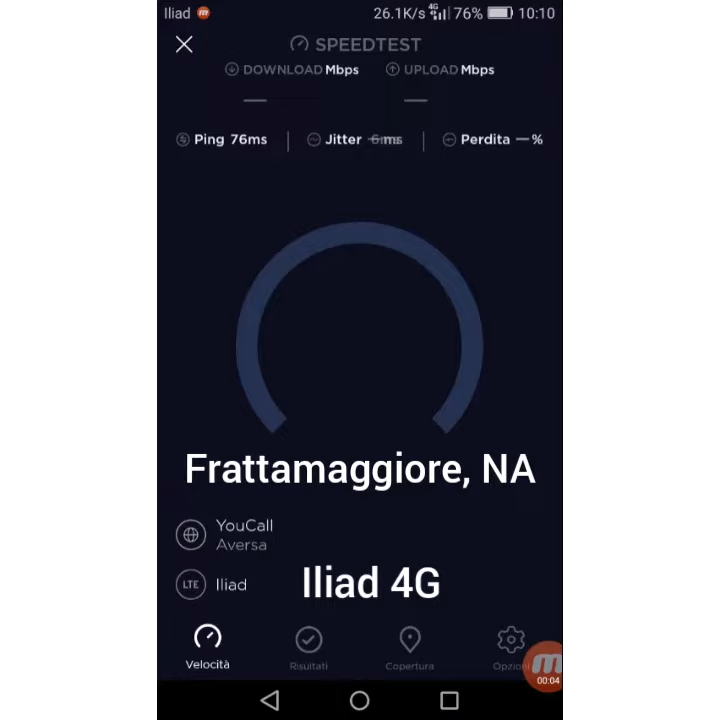 Iliad 26.1K/s 4G 76% 10:10
SPEEDTEST
DOWNLOAD Mbps UPLOAD Mbps
— —
Ping 76ms Jitter ms Perdita — %
Frattamaggiore, NA
YouCall
Aversa
LTE Iliad Iliad 4G
Velocità Risultati Copertura Opzioni
00:04